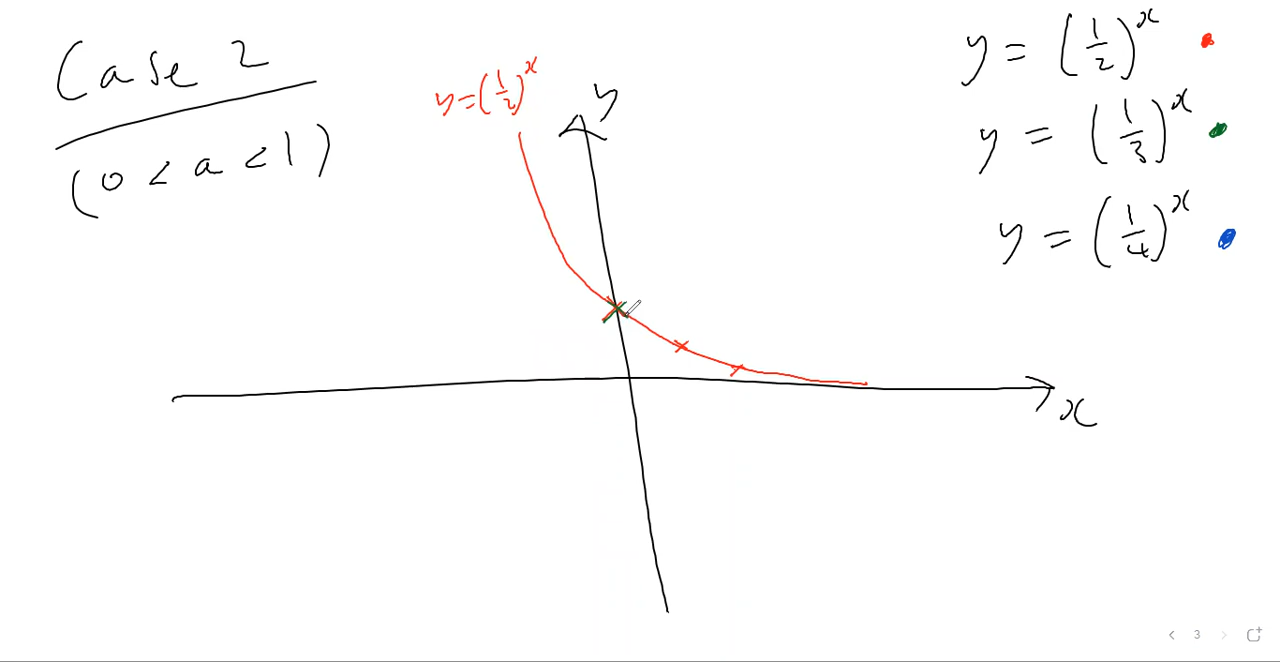 Case 2
(0 < a < 1)
y = (1/2)^x
y = (1/3)^x
y = (1/4)^x
y=(1/2)^x
y
x
3